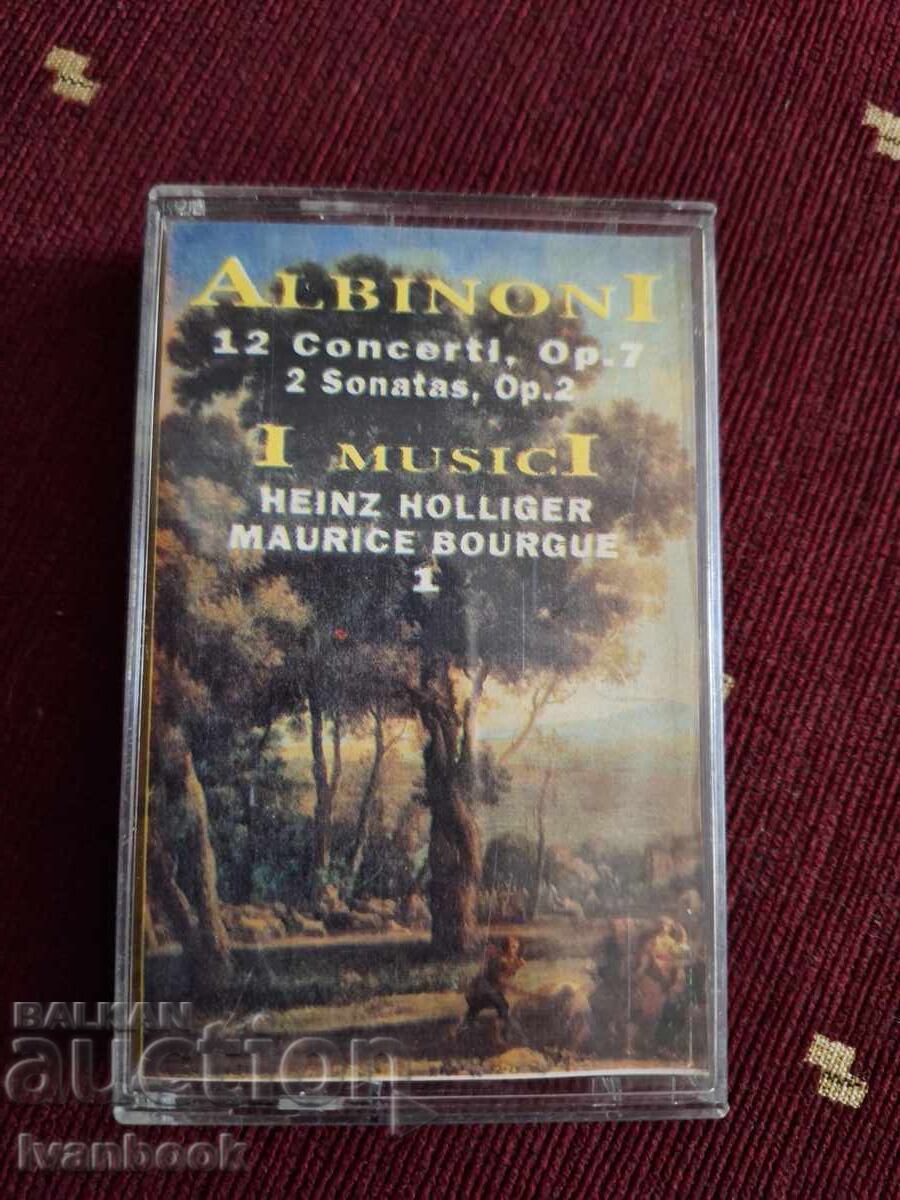 ALBINONI
12 Concerti, Op.7
2 Sonatas, Op.2
I MUSICI
HEINZ HOLLIGER
MAURICE BOURGUE
1
BALKAN
auction
Ivanbook